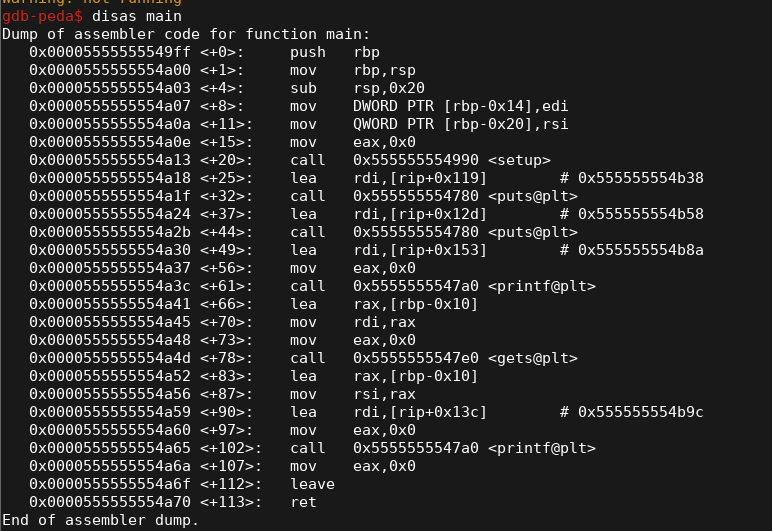 Warning: not running
gdb-peda$ disas main
Dump of assembler code for function main:
   0x00005555555549ff <+0>:     push   rbp
   0x0000555555554a00 <+1>:     mov    rbp,rsp
   0x0000555555554a03 <+4>:     sub    rsp,0x20
   0x0000555555554a07 <+8>:     mov    DWORD PTR [rbp-0x14],edi
   0x0000555555554a0a <+11>:    mov    QWORD PTR [rbp-0x20],rsi
   0x0000555555554a0e <+15>:    mov    eax,0x0
   0x0000555555554a13 <+20>:    call   0x555555554990 <setup>
   0x0000555555554a18 <+25>:    lea    rdi,[rip+0x119]        # 0x555555554b38
   0x0000555555554a1f <+32>:    call   0x555555554780 <puts@plt>
   0x0000555555554a24 <+37>:    lea    rdi,[rip+0x12d]        # 0x555555554b58
   0x0000555555554a2b <+44>:    call   0x555555554780 <puts@plt>
   0x0000555555554a30 <+49>:    lea    rdi,[rip+0x153]        # 0x555555554b8a
   0x0000555555554a37 <+56>:    mov    eax,0x0
   0x0000555555554a3c <+61>:    call   0x5555555547a0 <printf@plt>
   0x0000555555554a41 <+66>:    lea    rax,[rbp-0x10]
   0x0000555555554a45 <+70>:    mov    rdi,rax
   0x0000555555554a48 <+73>:    mov    eax,0x0
   0x0000555555554a4d <+78>:    call   0x5555555547e0 <gets@plt>
   0x0000555555554a52 <+83>:    lea    rax,[rbp-0x10]
   0x0000555555554a56 <+87>:    mov    rsi,rax
   0x0000555555554a59 <+90>:    lea    rdi,[rip+0x13c]        # 0x555555554b9c
   0x0000555555554a60 <+97>:    mov    eax,0x0
   0x0000555555554a65 <+102>:   call   0x5555555547a0 <printf@plt>
   0x0000555555554a6a <+107>:   mov    eax,0x0
   0x0000555555554a6f <+112>:   leave
   0x0000555555554a70 <+113>:   ret
End of assembler dump.